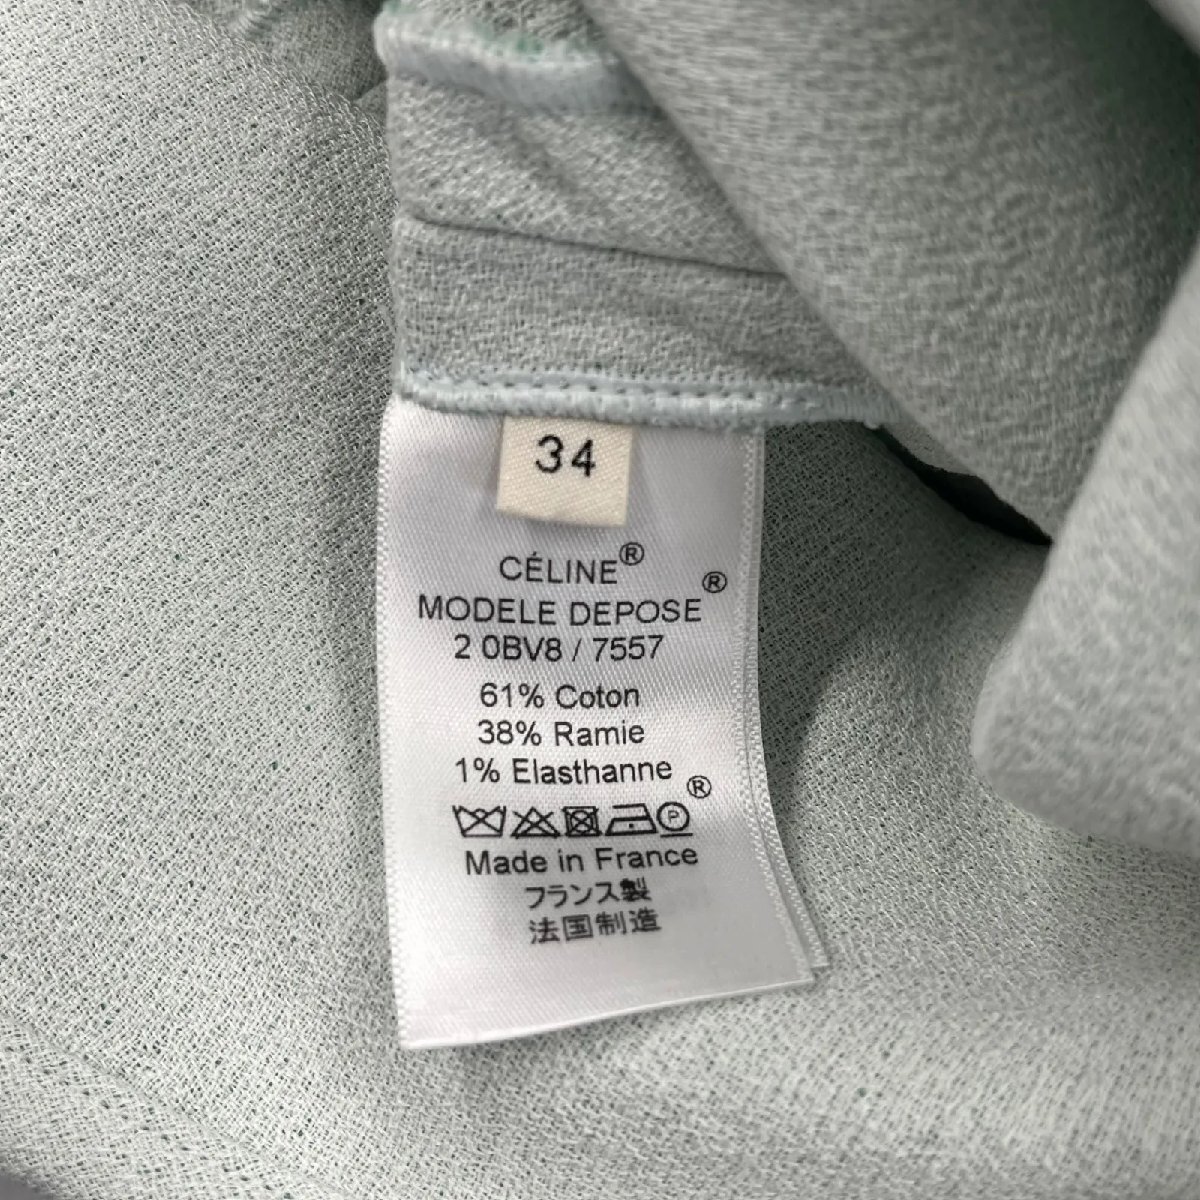 34
CÉLINE®
MODELE DEPOSE®
2 0BV8 / 7557
61% Coton
38% Ramie
1% Elasthanne
®
P
Made in France
フランス製
法国制造